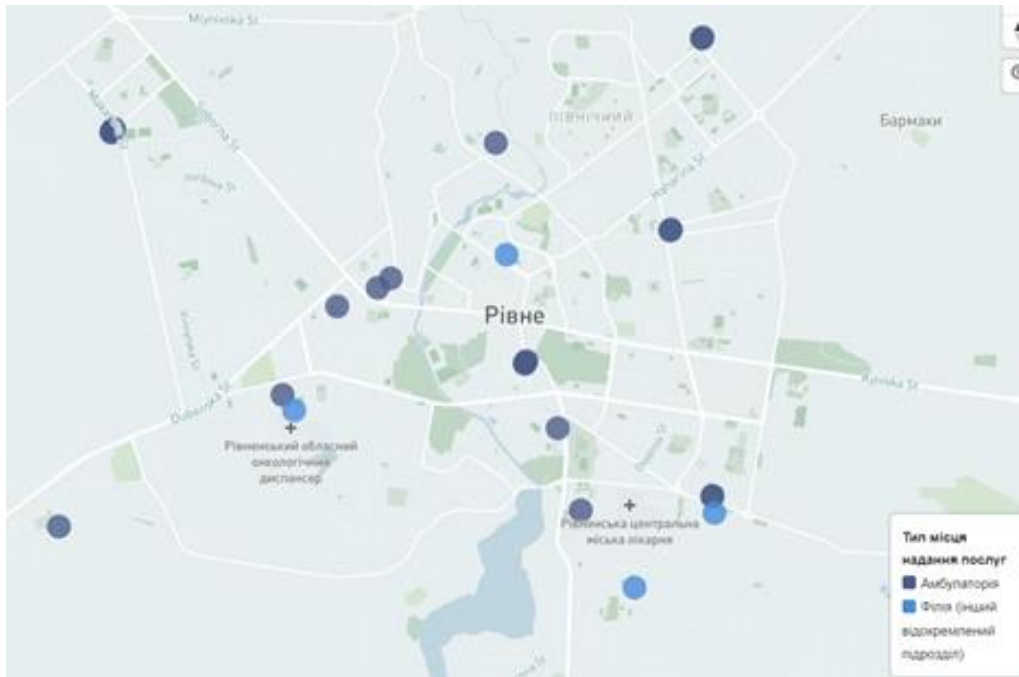 Soborna St
ПІВНІЧНИЙ
Бармаки
Рівне
Kyivska St
Dubenska St
Рівненський обласний
онкологічний
диспансер
Рівненська центральна
міська лікарня
Тип місця
надання послуг
Амбулаторія
Філія (інший
відокремлений
підрозділ)